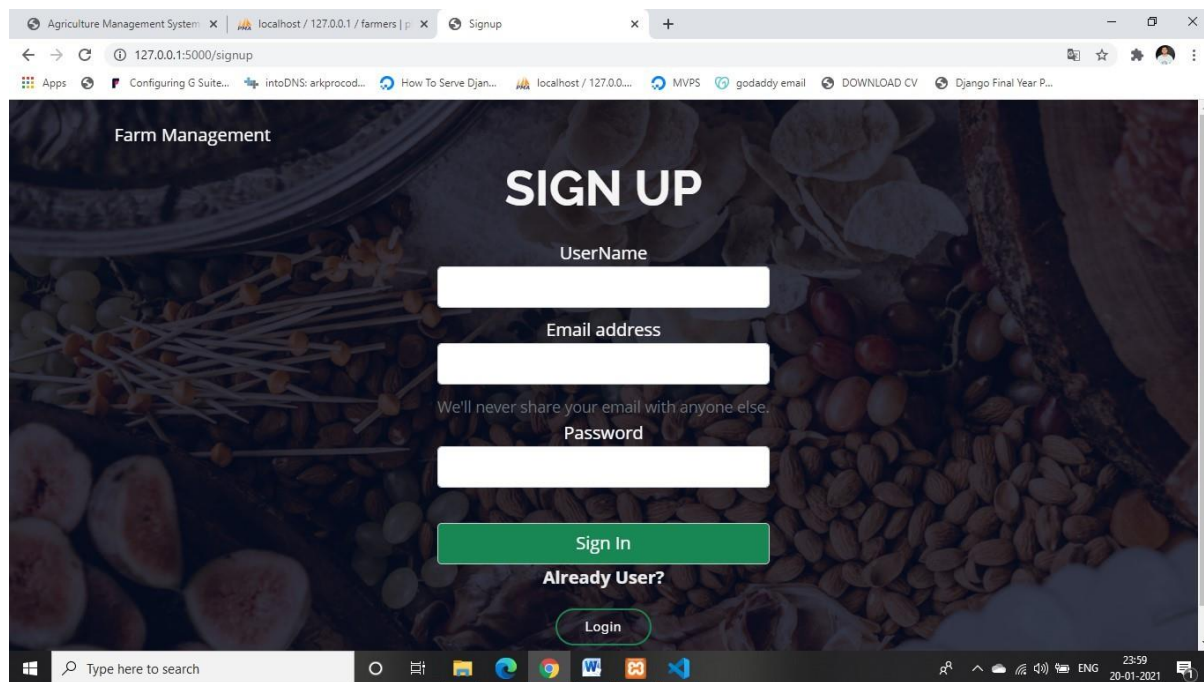 Agriculture Management System
localhost / 127.0.0.1 / farmers | p
Signup
127.0.0.1:5000/signup
Apps
Configuring G Suite...
intoDNS: arkprocod...
How To Serve Djan...
localhost / 127.0.0....
MVPS
godaddy email
DOWNLOAD CV
Django Final Year P...
Farm Management
SIGN UP
UserName
Email address
We'll never share your email with anyone else.
Password
Sign In
Already User?
Login
Type here to search
ENG
23:59
20-01-2021